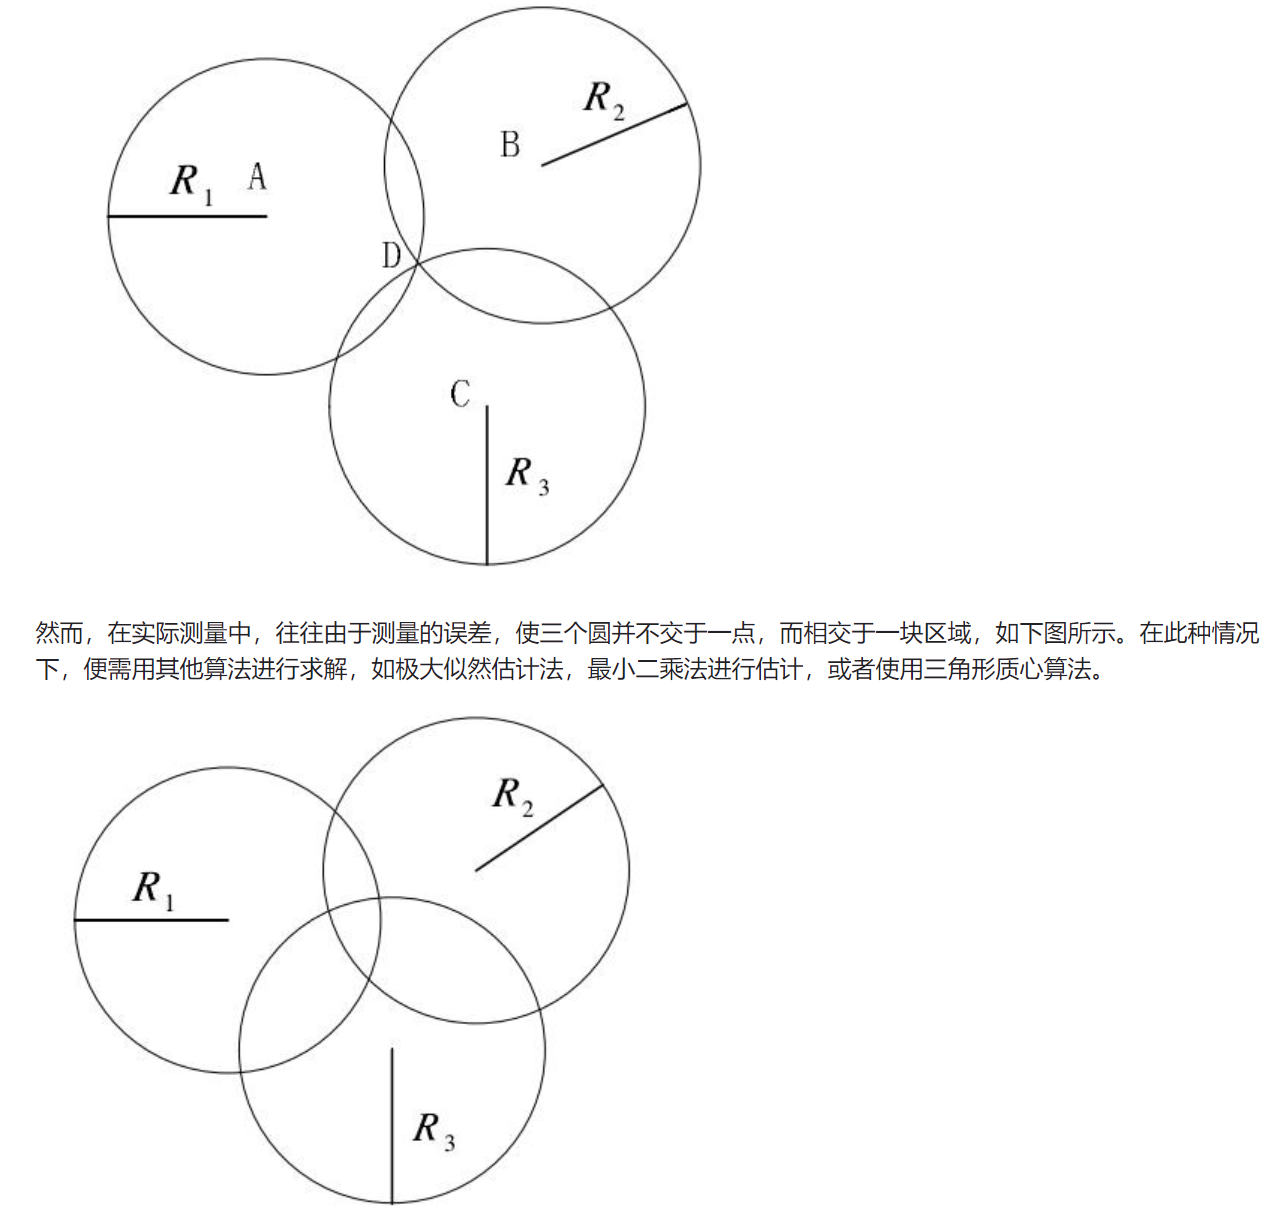 R2
B
R1 A
D
C
R3
然而，在实际测量中，往往由于测量的误差，使三个圆并不交于一点，而相交于一块区域，如下图所示。在此种情况
下，便需用其他算法进行求解，如极大似然估计法，最小二乘法进行估计，或者使用三角形质心算法。
R2
R1
R3